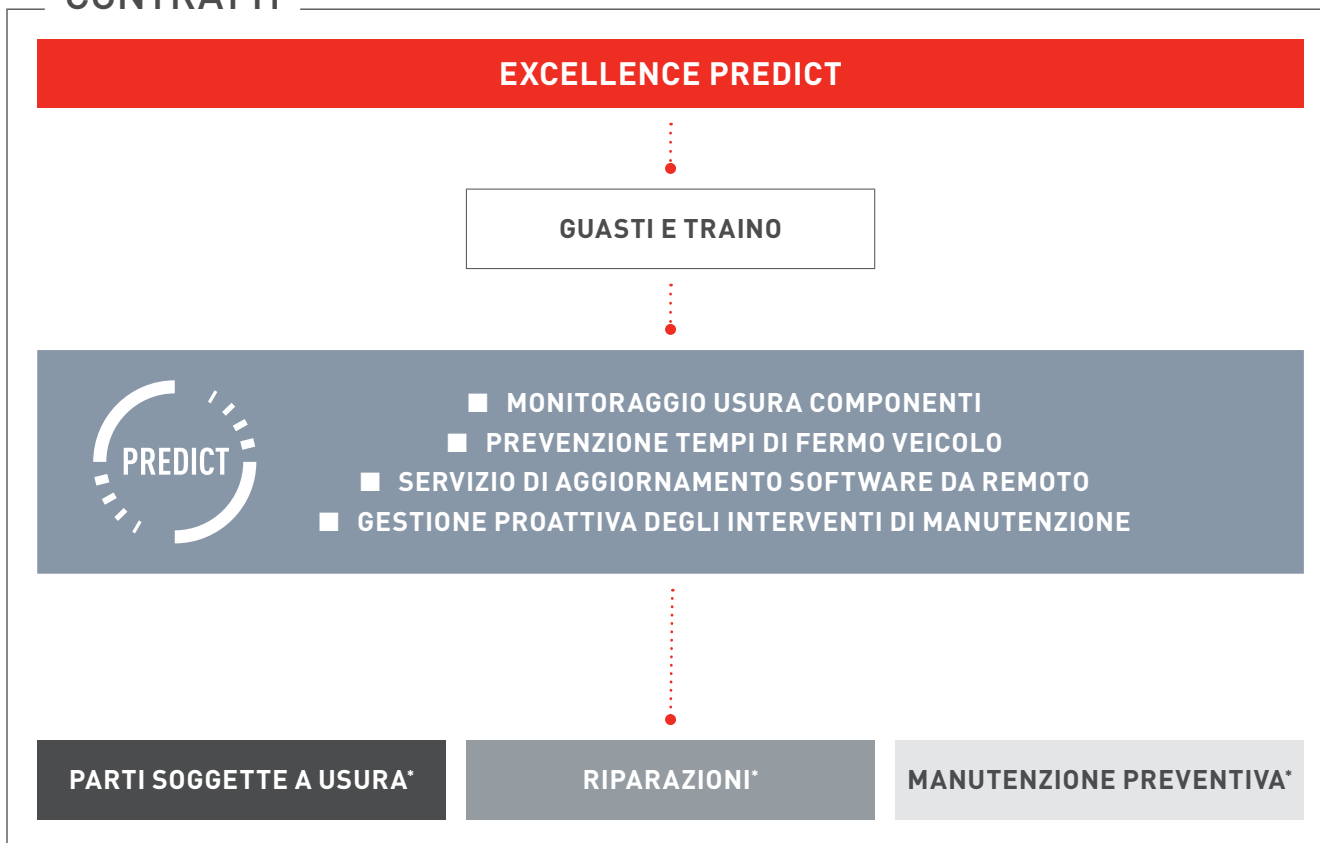 CONTRATTI
EXCELLENCE PREDICT
GUASTI E TRAINO
PREDICT
■ MONITORAGGIO USURA COMPONENTI
■ PREVENZIONE TEMPI DI FERMO VEICOLO
■ SERVIZIO DI AGGIORNAMENTO SOFTWARE DA REMOTO
■ GESTIONE PROATTIVA DEGLI INTERVENTI DI MANUTENZIONE
PARTI SOGGETTE A USURA*
RIPARAZIONI*
MANUTENZIONE PREVENTIVA*